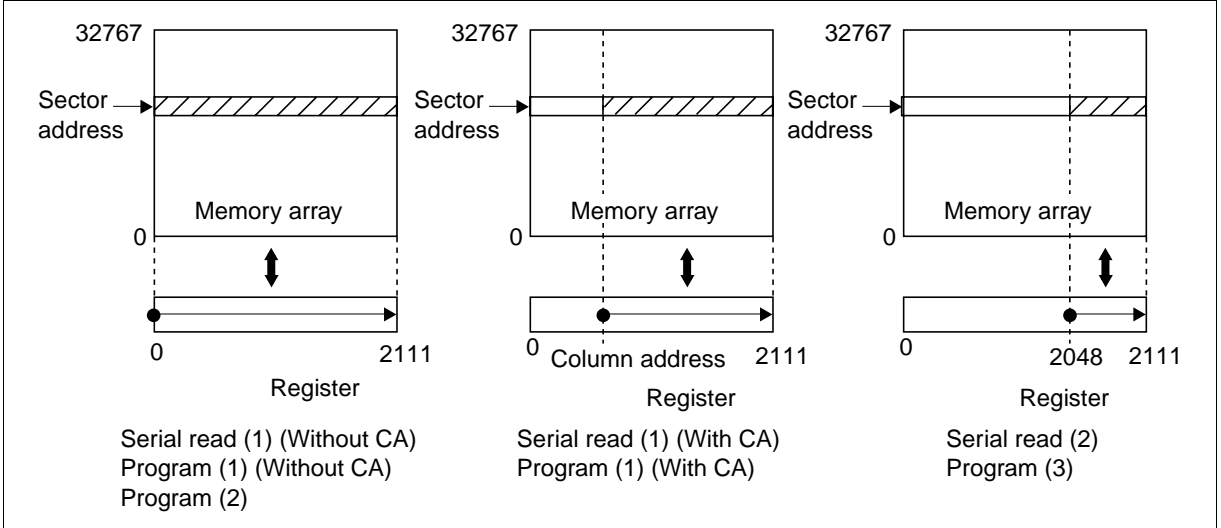 32767
Sector
address
Memory array
0
0
2111
Register
Serial read (1) (Without CA)
Program (1) (Without CA)
Program (2)
32767
Sector
address
Memory array
0
0
Column address
2111
Register
Serial read (1) (With CA)
Program (1) (With CA)
32767
Sector
address
Memory array
0
0
2048
2111
Register
Serial read (2)
Program (3)